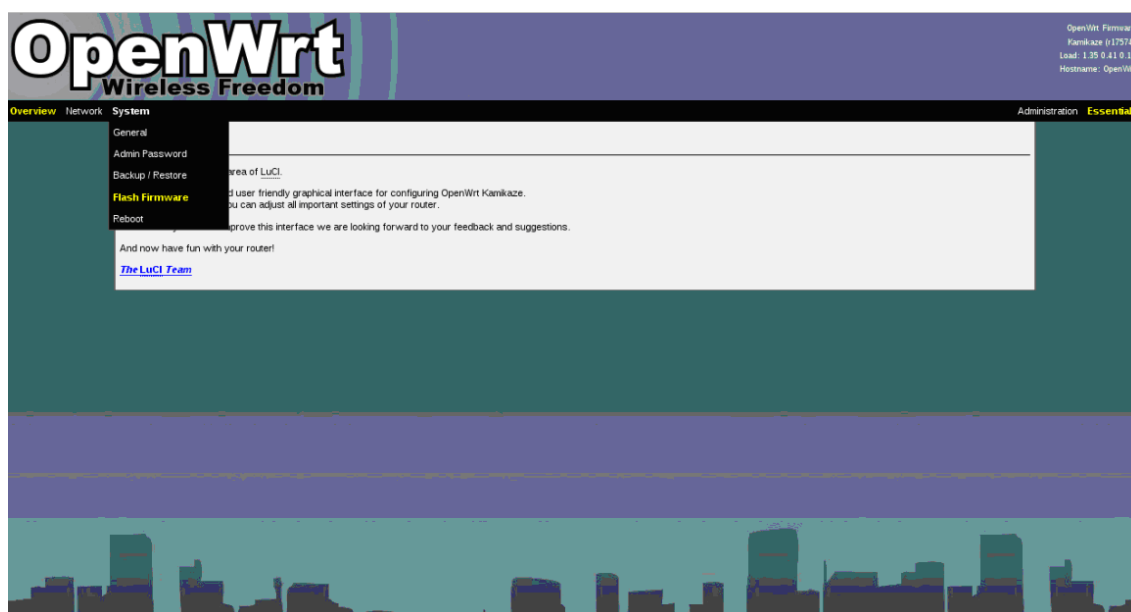 OpenWrt
Wireless Freedom
OpenWrt Firmwar
Kamikaze (r1757
Load: 1.35 0.41 0.1
Hostname: OpenW
Overview Network System Administration Essential
General
Admin Password
Backup / Restore
Flash Firmware
Reboot
area of LuCI.
d user friendly graphical interface for configuring OpenWrt Kamikaze.
ou can adjust all important settings of your router.
prove this interface we are looking forward to your feedback and suggestions.
And now have fun with your router!
The LuCI Team